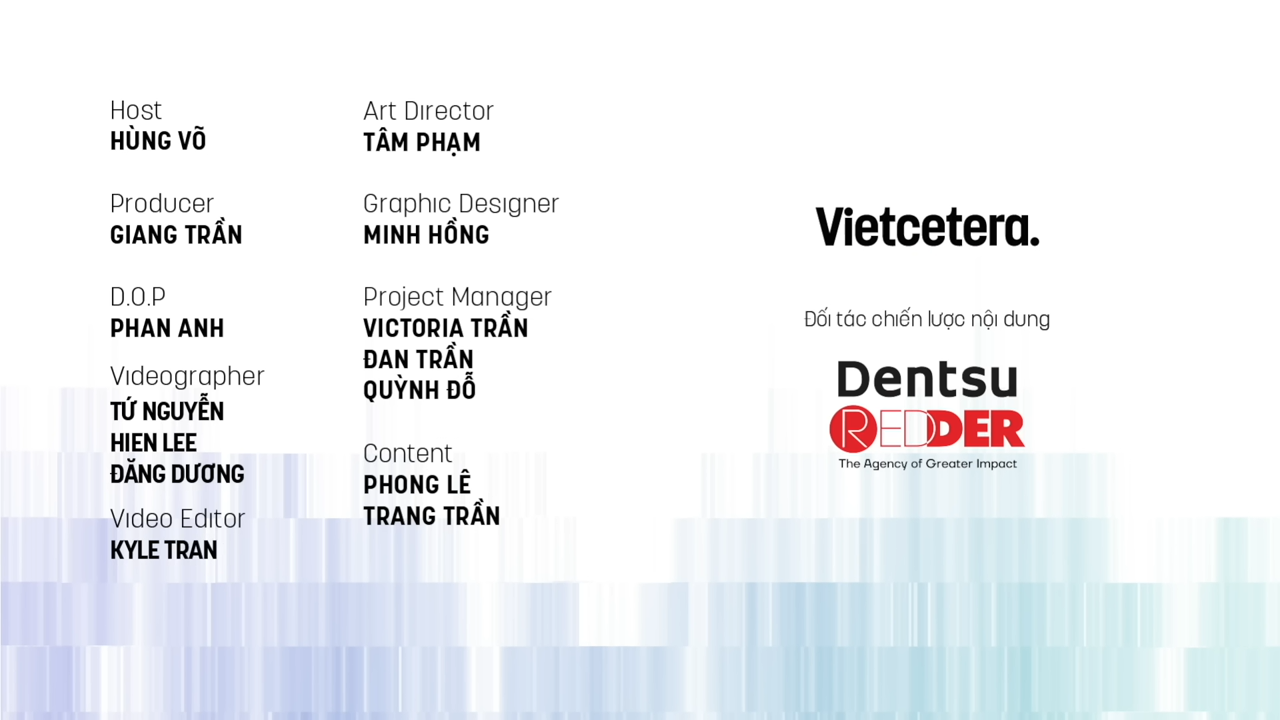 Host
HÙNG VÕ
Producer
GIANG TRẦN
D.O.P
PHAN ANH
Videographer
TỨ NGUYỄN
HIEN LEE
ĐĂNG DƯƠNG
Video Editor
KYLE TRAN
Art Director
TÂM PHẠM
Graphic Designer
MINH HỒNG
Project Manager
VICTORIA TRẦN
ĐAN TRẦN
QUỲNH ĐỖ
Content
PHONG LÊ
TRANG TRẦN
Vietcetera.
Đối tác chiến lược nội dung
Dentsu
REDDER
The Agency of Greater Impact